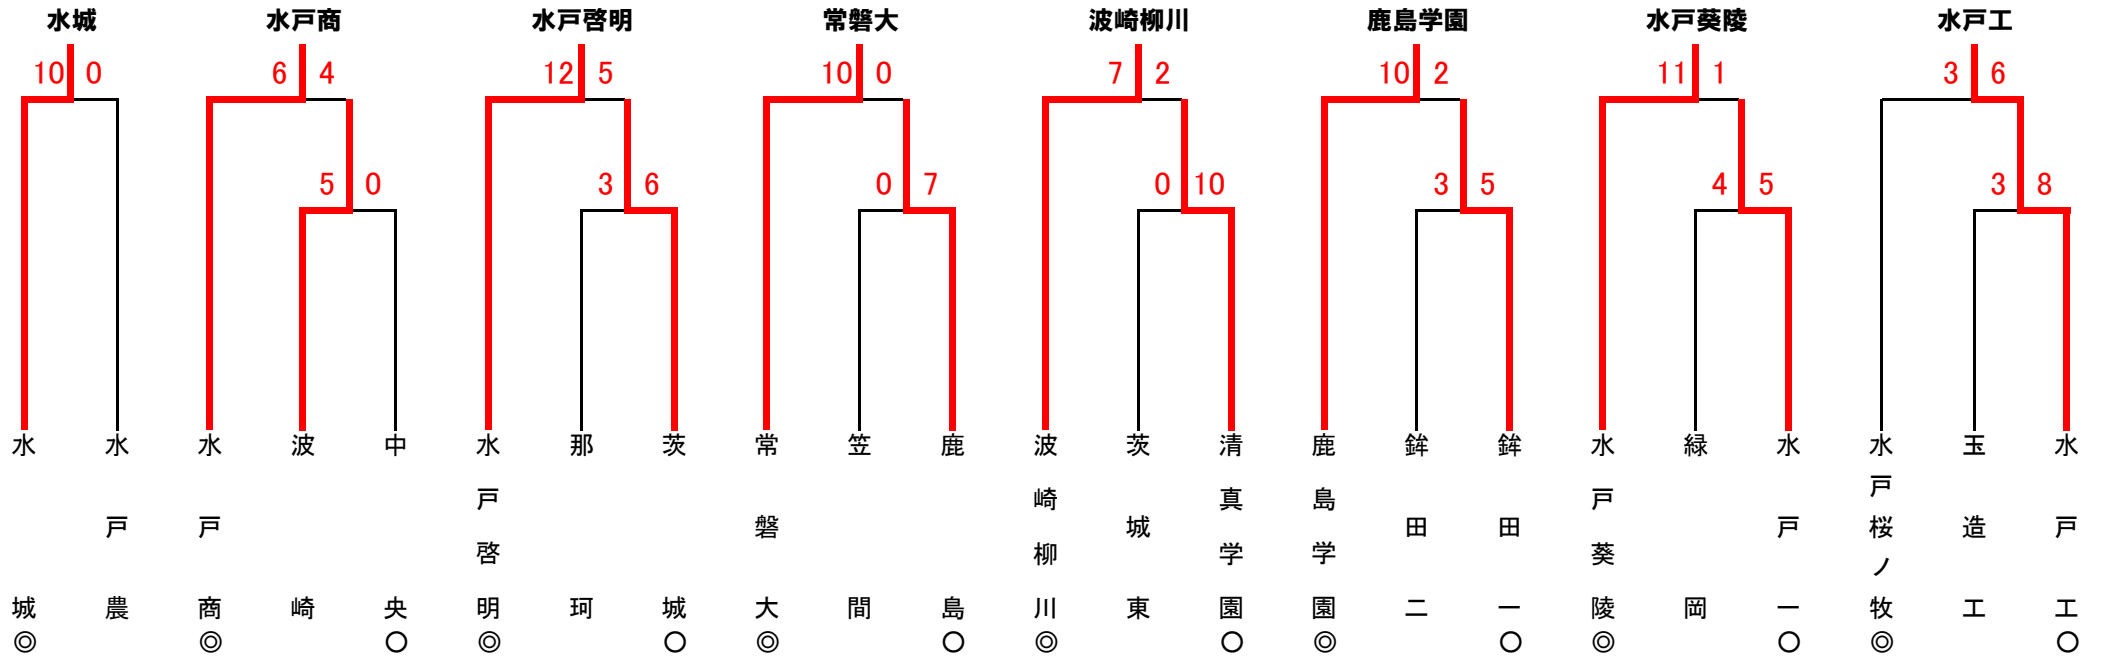 水城 水戸商 水戸啓明 常磐大 波崎柳川 鹿島学園 水戸葵陵 水戸工
10 0 6 4 12 5 10 0 7 2 10 2 11 1 3 6
5 0 3 6 0 7 0 10 3 5 4 5 3 8
水城◎
水戸農
水戸商◎
波崎
中央○
水戸啓明◎
那珂
茨城○
常磐大◎
笠間
鹿島○
波崎柳川◎
茨城東
清真学園○
鹿島学園◎
鉾田二
鉾田一○
水戸葵陵◎
緑岡
水戸一○
水戸桜ノ牧◎
玉造工
水戸工○